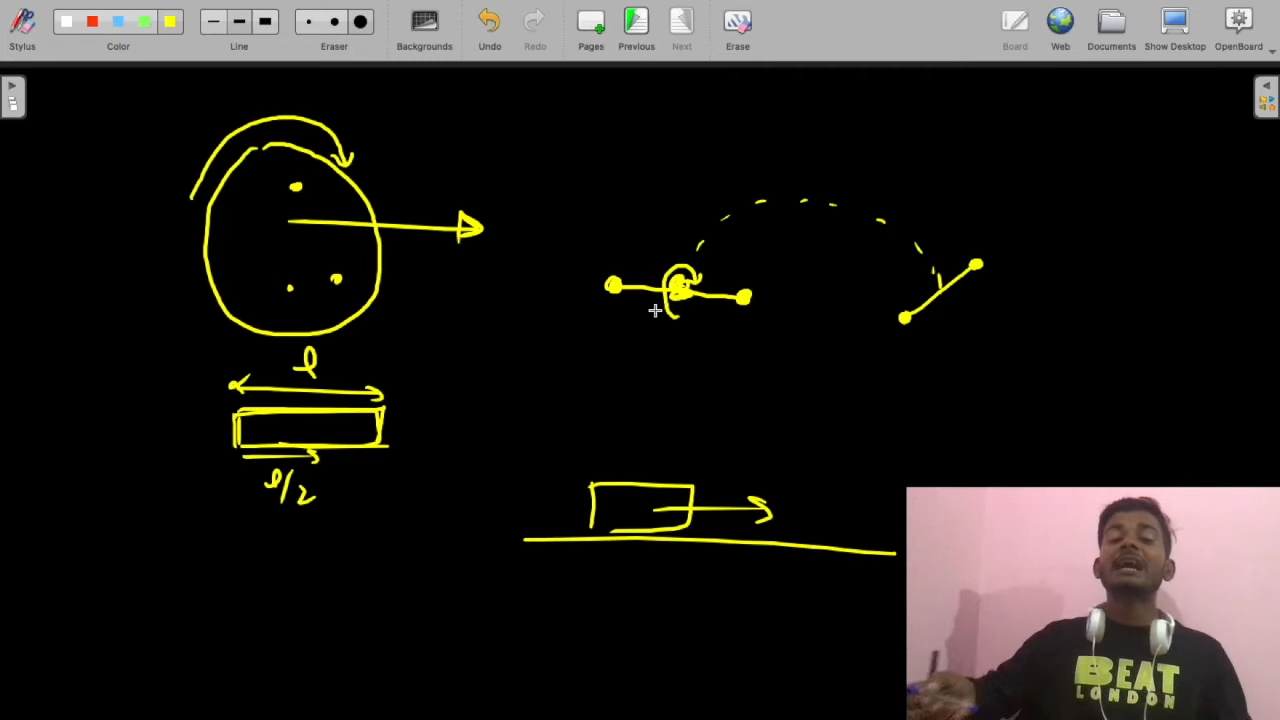 Stylus
Color
Line
Eraser
Backgrounds
Undo
Redo
Pages
Previous
Next
Erase
Board
Web
Documents
Show Desktop
OpenBoard
l
l/2
BEAT
LONDON